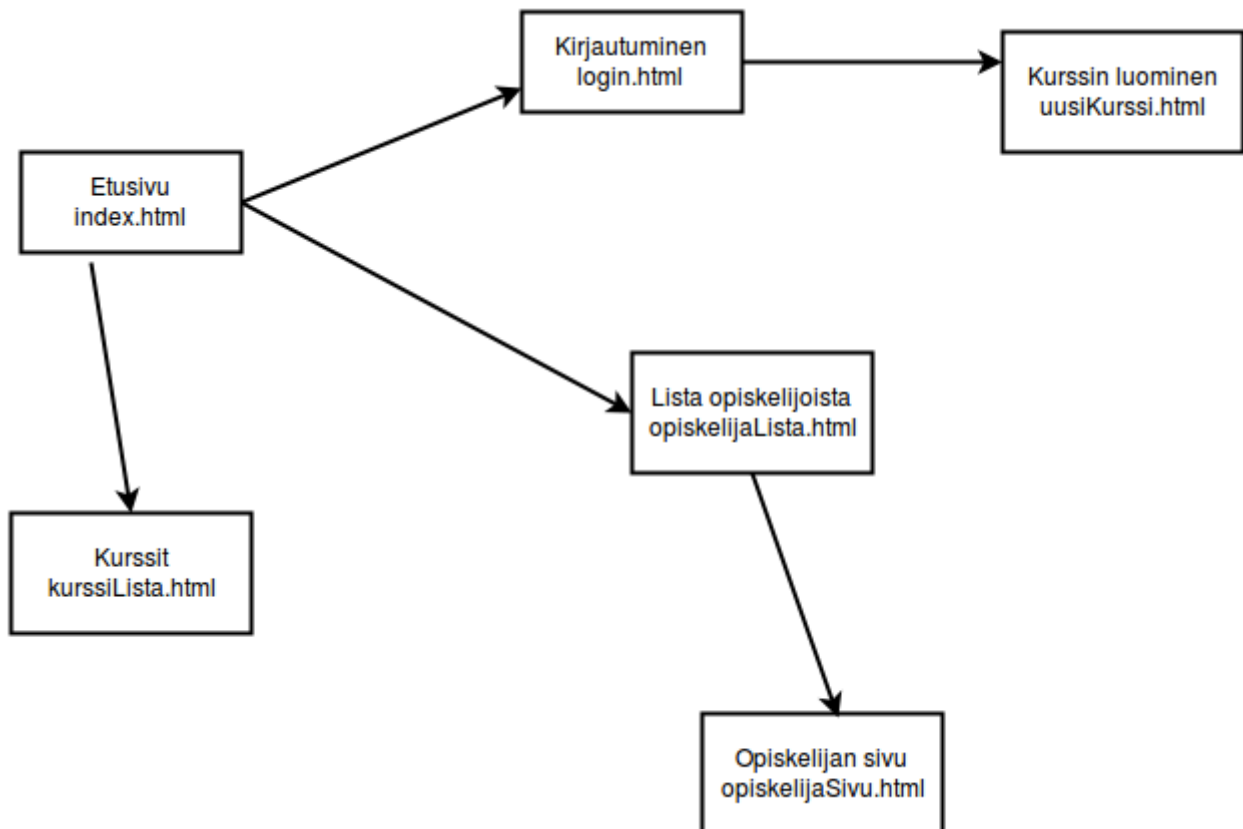 Kirjautuminen
login.html
Kurssin luominen
uusiKurssi.html
Etusivu
index.html
Lista opiskelijoista
opiskelijaLista.html
Kurssit
kurssiLista.html
Opiskelijan sivu
opiskelijaSivu.html